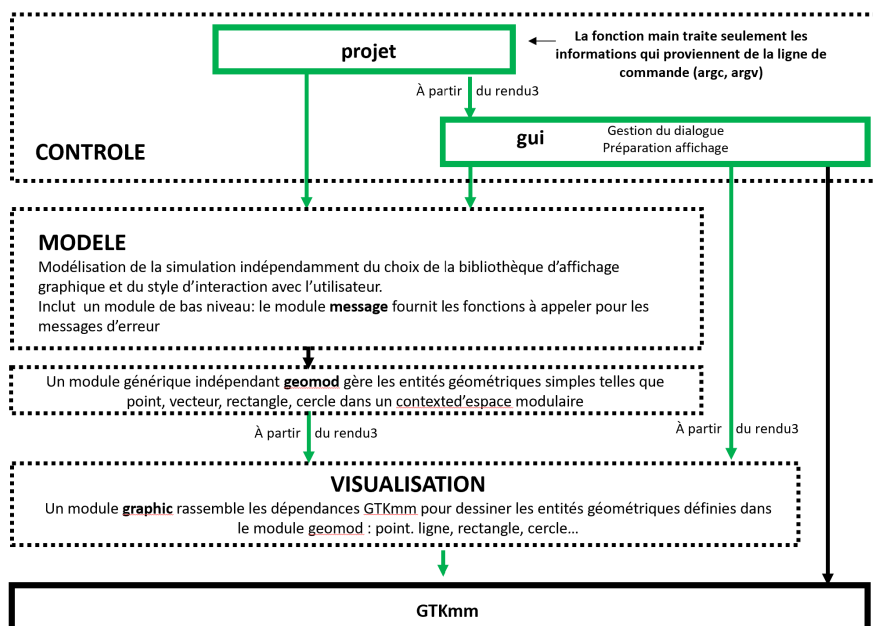 projet
La fonction main traite seulement les
informations qui proviennent de la ligne de
commande (argc, argv)
À partir du rendu3
gui
Gestion du dialogue
Préparation affichage
CONTROLE
MODELE
Modélisation de la simulation indépendamment du choix de la bibliothèque d'affichage
graphique et du style d'interaction avec l'utilisateur.
Inclut un module de bas niveau: le module message fournit les fonctions à appeler pour les
messages d'erreur
Un module générique indépendant geomod gère les entités géométriques simples telles que
point, vecteur, rectangle, cercle dans un contexted'espace modulaire
À partir du rendu3
À partir du rendu3
VISUALISATION
Un module graphic rassemble les dépendances GTKmm pour dessiner les entités géométriques définies dans
le module geomod : point. ligne, rectangle, cercle…
GTKmm